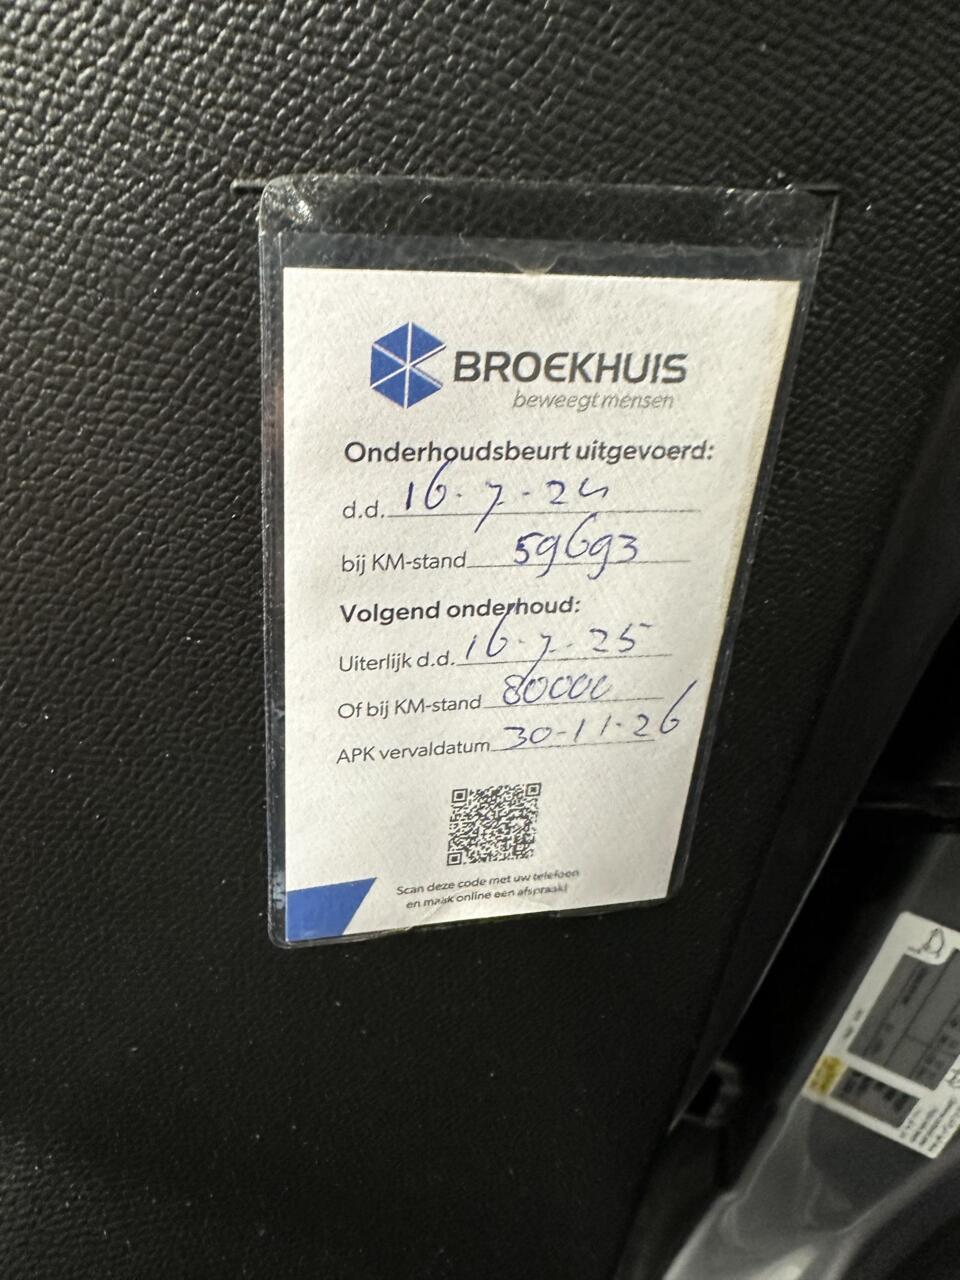 BROEKHUIS
beweegt mensen
Onderhoudsbeurt uitgevoerd:
d.d. 16-7-24
bij KM-stand 59693
Volgend onderhoud:
Uiterlijk d.d. 16-7-25
Of bij KM-stand 80000
APK vervaldatum 30-11-26
Scan deze code met uw telefoon
en maak online een afspraak!